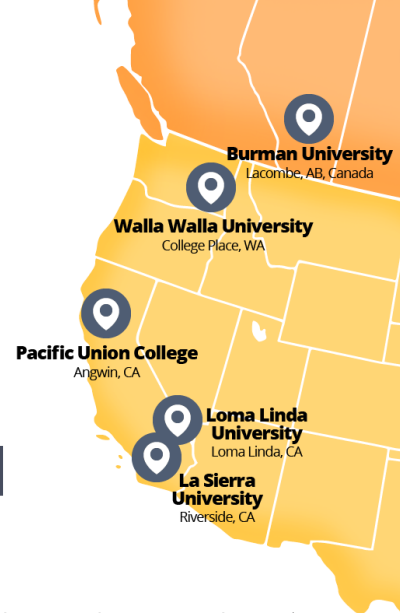 Burman University
Lacombe, AB, Canada
Walla Walla University
College Place, WA
Pacific Union College
Angwin, CA
Loma Linda
University
Loma Linda, CA
La Sierra
University
Riverside, CA